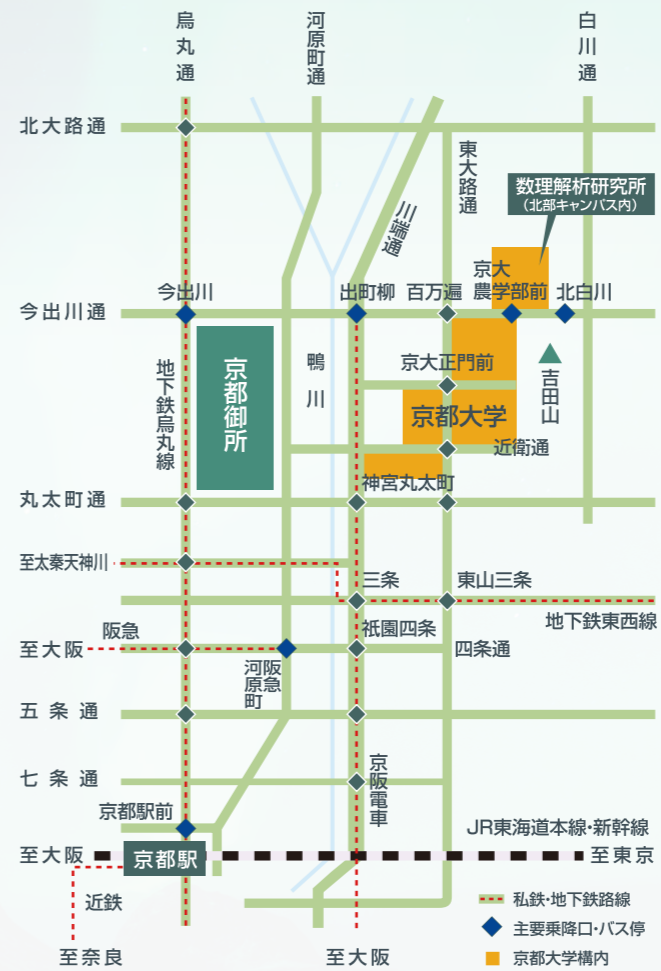 烏丸通
河原町通
白川通
北大路通
東大路通
川端通
数理解析研究所
（北部キャンパス内）
京大
農学部前
今出川
出町柳
百万遍
北白川
今出川通
京都御所
鴨川
地下鉄烏丸線
京大正門前
吉田山
京都大学
近衛通
神宮丸太町
丸太町通
至太秦天神川
三条
東山三条
地下鉄東西線
阪急
祇園四条
四条通
至大阪
阪急
河原町
五条通
京阪電車
七条通
京都駅前
JR東海道本線・新幹線
至大阪
京都駅
至東京
近鉄
私鉄・地下鉄路線
主要乗降口・バス停
京都大学構内
至奈良
至大阪